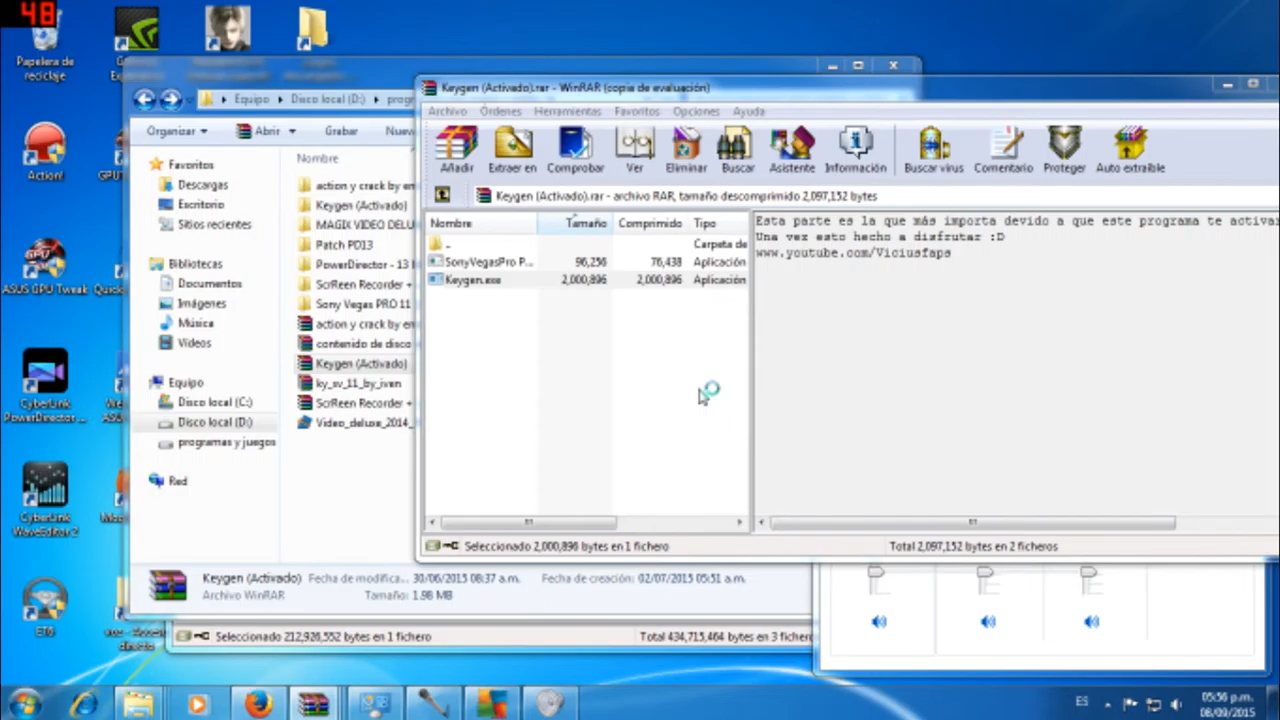 48
Papelera de
reciclaje
Action!
ASUS GPU Tweak
CyberLink
PowerDirector ...
CyberLink
WaveEditor 2
Equipo
Disco local (D:)
Organizar
Abrir
Grabar
Favoritos
Descargas
Escritorio
Sitios recientes
Bibliotecas
Documentos
Imágenes
Música
Vídeos
Equipo
Disco local (C:)
Disco local (D:)
programas y juegos
Red
Nombre
action y crack by em
Keygen (Activado)
MAGIX VIDEO DELU
Patch PD13
PowerDirector - 13
ScrReen Recorder +
Sony Vegas PRO 11
action y crack by em
contenido de disco
Keygen (Activado)
ky_sv_11_by_iven
ScrReen Recorder +
Video_deluxe_2014_
Keygen (Activado).rar - WinRAR (copia de evaluación)
Archivo Órdenes Herramientas Favoritos Opciones Ayuda
Añadir Extraer en Comprobar Ver Eliminar Buscar Asistente Información Buscar virus Comentario Proteger Auto extraíble
Keygen (Activado).rar - archivo RAR, tamaño descomprimido 2,097,152 bytes
Nombre Tamaño Comprimido Tipo
.. Carpeta de
SonyVegasPro P... 96,256 76,438 Aplicación
Keygen.exe 2,000,896 2,000,896 Aplicación
Esta parte es la que más importa devido a que este programa te activa
Una vez esto hecho a disfrutar :D
www.youtube.com/Viciusfaps
Seleccionado 2,000,896 bytes en 1 fichero
Total 2,097,152 bytes en 2 ficheros
Keygen (Activado) Fecha de modifica... 30/06/2015 08:37 a.m. Fecha de creación: 02/07/2015 05:51 a.m.
Archivo WinRAR Tamaño: 1.98 MB
Seleccionado 212,926,552 bytes en 1 fichero
Total 434,715,464 bytes en 3 ficheros
ES
05:56 p.m.
08/09/2015